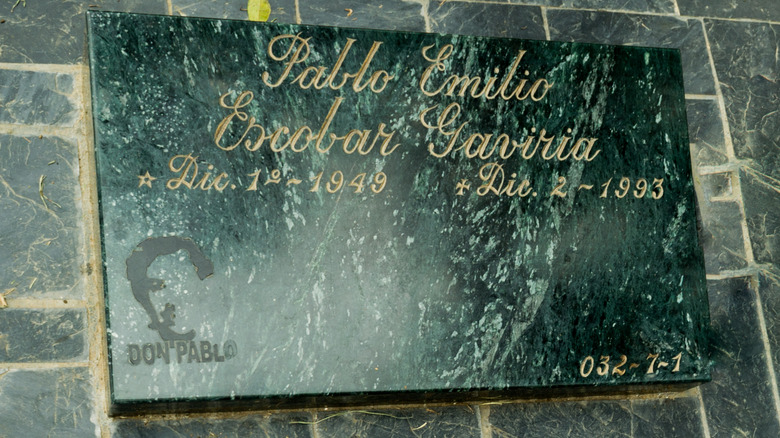 Pablo Emilio
Escobar Gaviria
☆ Dic. 1º - 1949 ☆ Dic. 2 - 1993
DON PABLO
032-7-1